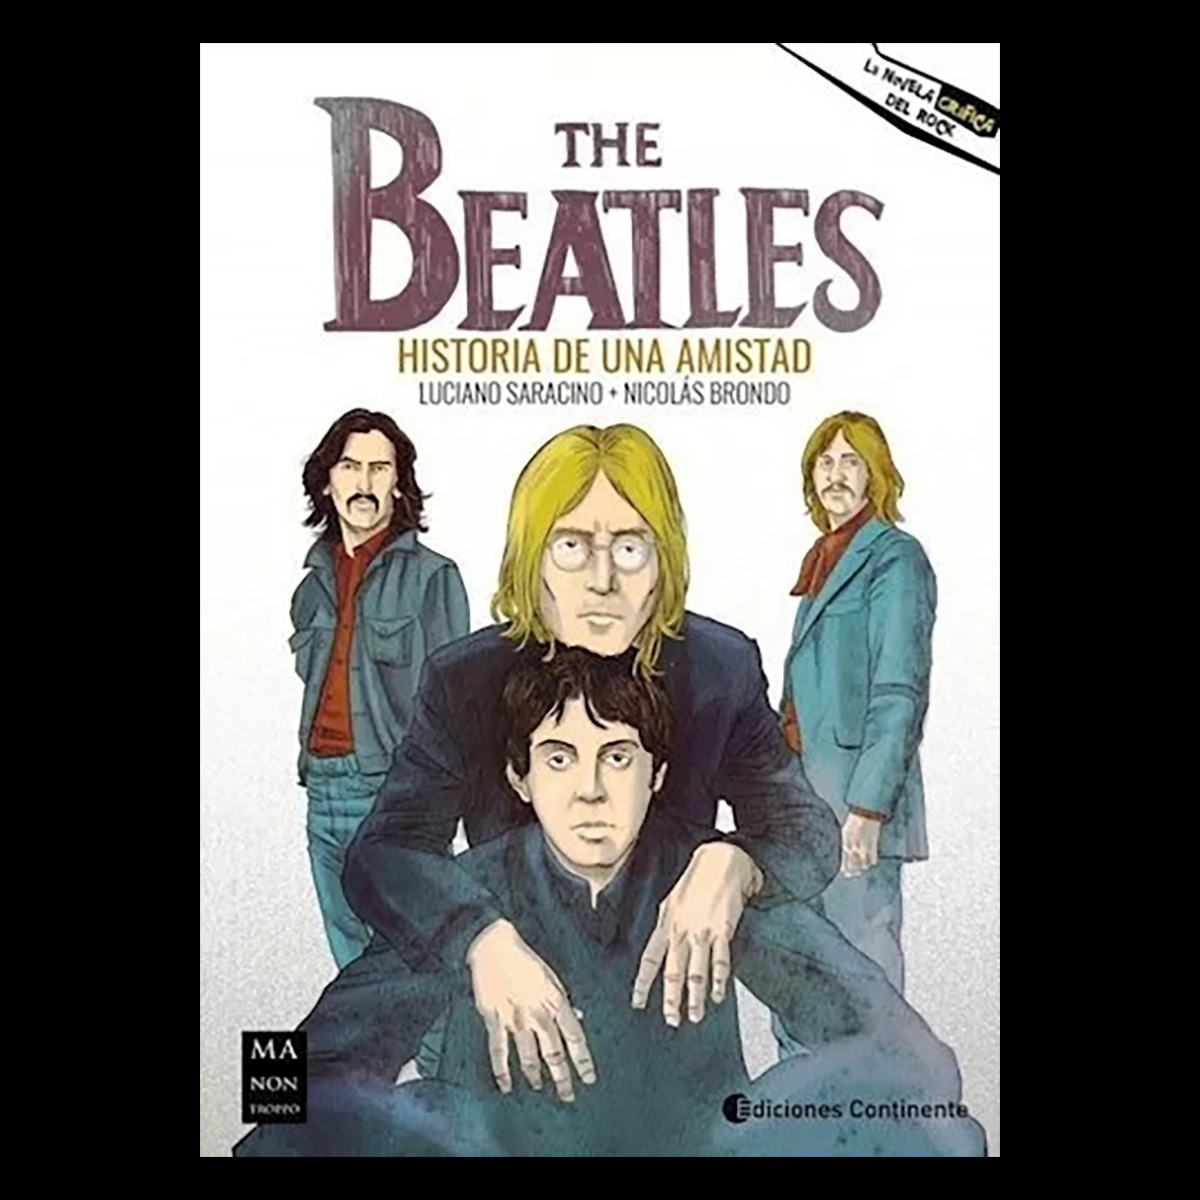 LA NOVELA GRÁFICA
DEL ROCK
THE
BEATLES
HISTORIA DE UNA AMISTAD
LUCIANO SARACINO + NICOLÁS BRONDO
MA
NON
TROPPO
Ediciones Continente